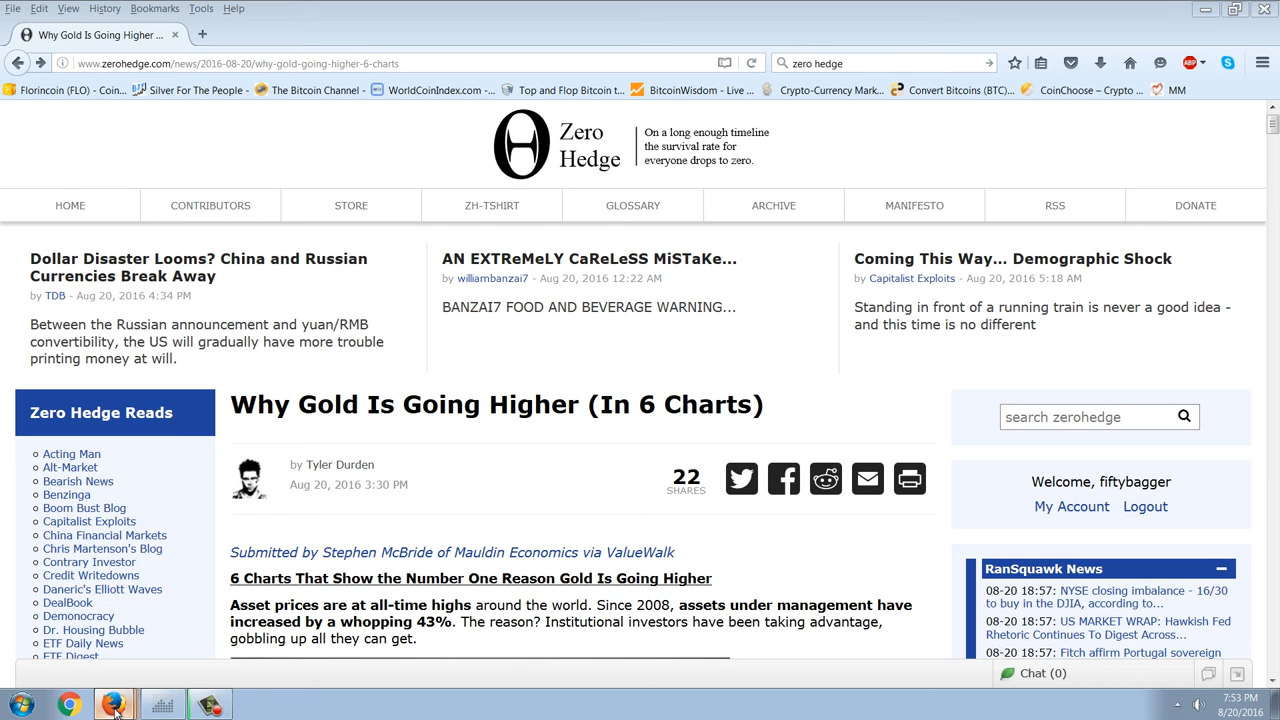 File Edit View History Bookmarks Tools Help
Why Gold Is Going Higher ...
www.zerohedge.com/news/2016-08-20/why-gold-going-higher-6-charts
zero hedge
ABP
Florincoin (FLO) - Coin...
Silver For The People -
The Bitcoin Channel -
WorldCoinIndex.com -...
Top and Flop Bitcoin t...
BitcoinWisdom - Live ...
Crypto-Currency Mark...
Convert Bitcoins (BTC)...
CoinChoose – Crypto ...
MM
Zero
Hedge
On a long enough timeline
the survival rate for
everyone drops to zero.
HOME CONTRIBUTORS STORE ZH-TSHIRT GLOSSARY ARCHIVE MANIFESTO RSS DONATE
Dollar Disaster Looms? China and Russian
Currencies Break Away
by TDB - Aug 20, 2016 4:34 PM
Between the Russian announcement and yuan/RMB
convertibility, the US will gradually have more trouble
printing money at will.
AN EXTReMeLY CaReLeSS MiSTaKe...
by williambanzai7 - Aug 20, 2016 12:22 AM
BANZAI7 FOOD AND BEVERAGE WARNING...
Coming This Way... Demographic Shock
by Capitalist Exploits - Aug 20, 2016 5:18 AM
Standing in front of a running train is never a good idea -
and this time is no different
Zero Hedge Reads
Acting Man
Alt-Market
Bearish News
Benzinga
Boom Bust Blog
Capitalist Exploits
China Financial Markets
Chris Martenson's Blog
Contrary Investor
Credit Writedowns
Daneric's Elliott Waves
DealBook
Demonocracy
Dr. Housing Bubble
ETF Daily News
ETF Digest
Why Gold Is Going Higher (In 6 Charts)
by Tyler Durden
Aug 20, 2016 3:30 PM
22
SHARES
Submitted by Stephen McBride of Mauldin Economics via ValueWalk
6 Charts That Show the Number One Reason Gold Is Going Higher
Asset prices are at all-time highs around the world. Since 2008, assets under management have
increased by a whopping 43%. The reason? Institutional investors have been taking advantage,
gobbling up all they can get.
search zerohedge
Welcome, fiftybagger
My Account Logout
RanSquawk News
08-20 18:57: NYSE closing imbalance - 16/30
to buy in the DJIA, according to...
08-20 18:57: US MARKET WRAP: Hawkish Fed
Rhetoric Continues To Digest Across...
08-20 18:57: Fitch affirm Portugal sovereign
Chat (0)
7:53 PM
8/20/2016